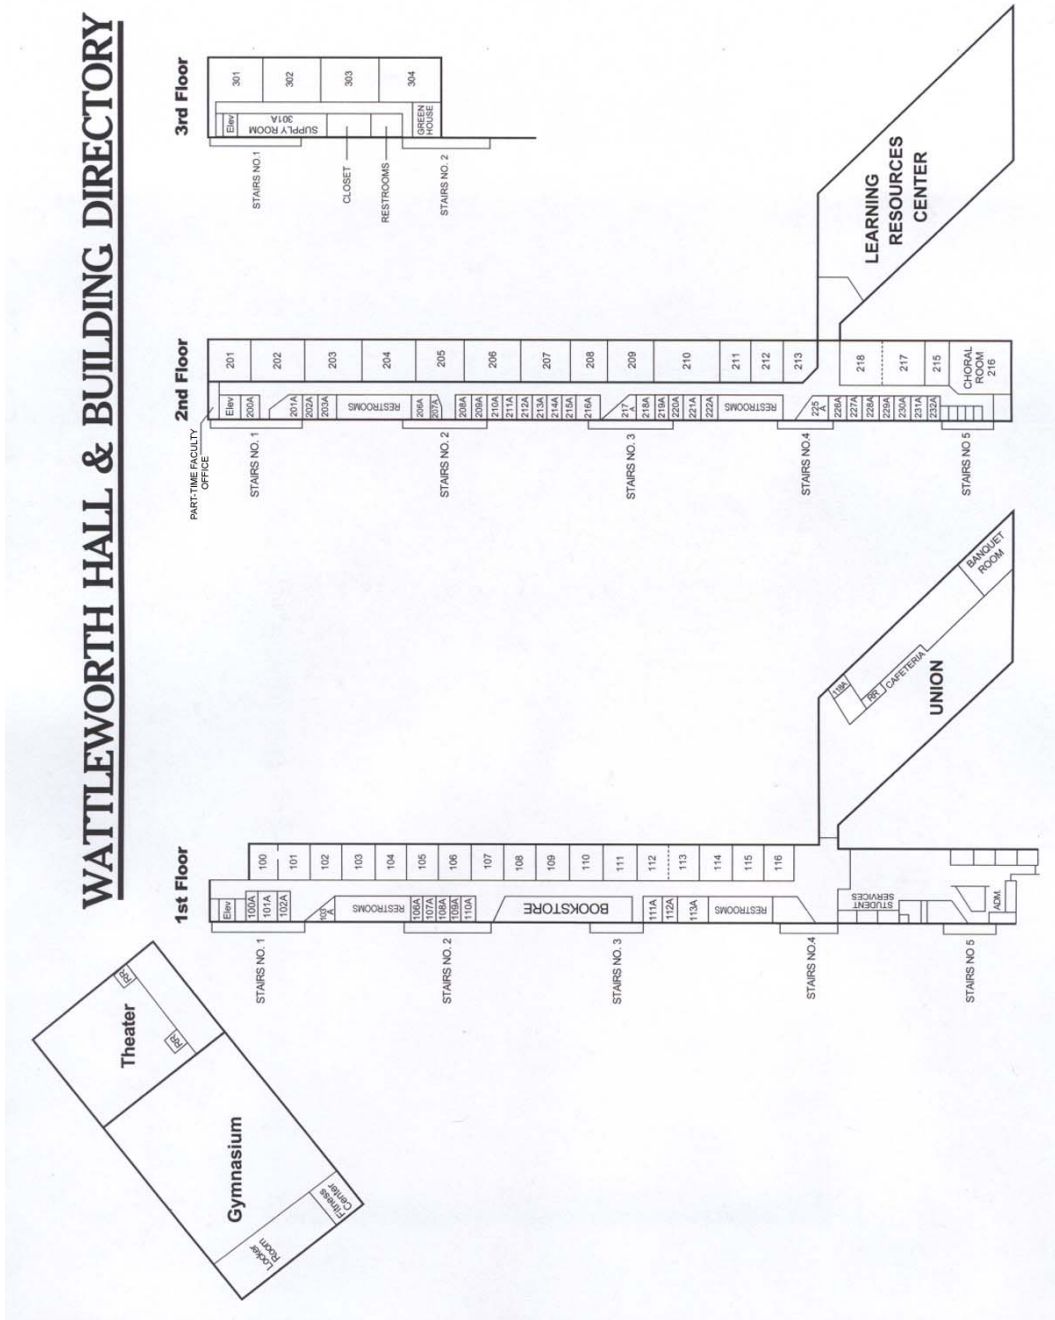 WATTLEWORTH HALL & BUILDING DIRECTORY
3rd Floor
301
302
303
304
Elev
301A
SUPPLY ROOM
GREEN
HOUSE
STAIRS NO.1
CLOSET
RESTROOMS
STAIRS NO. 2
LEARNING
RESOURCES
CENTER
2nd Floor
201
202
203
204
205
206
207
208
209
210
211
212
213
218
217
215
CHORAL
ROOM
216
PART-TIME FACULTY
OFFICE
Elev
200A
201A
202A
203A
RESTROOMS
206A
207A
208A
209A
210A
211A
212A
213A
214A
215A
216A
217
A
218A
219A
220A
221A
222A
RESTROOMS
225
A
226A
227A
228A
229A
230A
231A
232A
STAIRS NO. 1
STAIRS NO. 2
STAIRS NO. 3
STAIRS NO.4
STAIRS NO 5
1st Floor
100
101
102
103
104
105
106
107
108
109
110
111
112
113
114
115
116
Elev
100A
101A
102A
103
A
RESTROOMS
106A
107A
108A
109A
110A
BOOKSTORE
111A
112A
113A
RESTROOMS
STUDENT
SERVICES
ADM.
STAIRS NO. 1
STAIRS NO. 2
STAIRS NO. 3
STAIRS NO.4
STAIRS NO 5
RR
CAFETERIA
BANQUET
ROOM
UNION
Theater
RR
RR
Gymnasium
Locker
Room
Fitness
Center